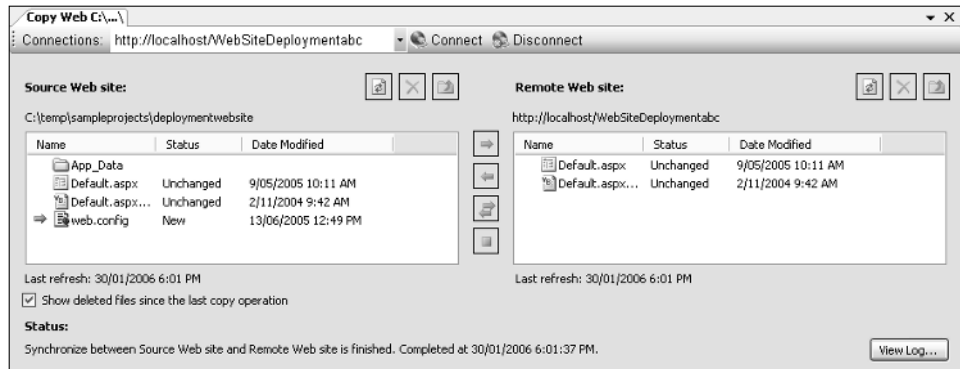 Copy Web C:\...\
Connections: http://localhost/WebSiteDeploymentabc Connect Disconnect
Source Web site:
C:\temp\sampleprojects\deploymentwebsite
Name Status Date Modified
App_Data
Default.aspx Unchanged 9/05/2005 10:11 AM
Default.aspx... Unchanged 2/11/2004 9:42 AM
web.config New 13/06/2005 12:49 PM
Last refresh: 30/01/2006 6:01 PM
Show deleted files since the last copy operation
Remote Web site:
http://localhost/WebSiteDeploymentabc
Name Status Date Modified
Default.aspx Unchanged 9/05/2005 10:11 AM
Default.aspx... Unchanged 2/11/2004 9:42 AM
Last refresh: 30/01/2006 6:01 PM
Status:
Synchronize between Source Web site and Remote Web site is finished. Completed at 30/01/2006 6:01:37 PM.
View Log...